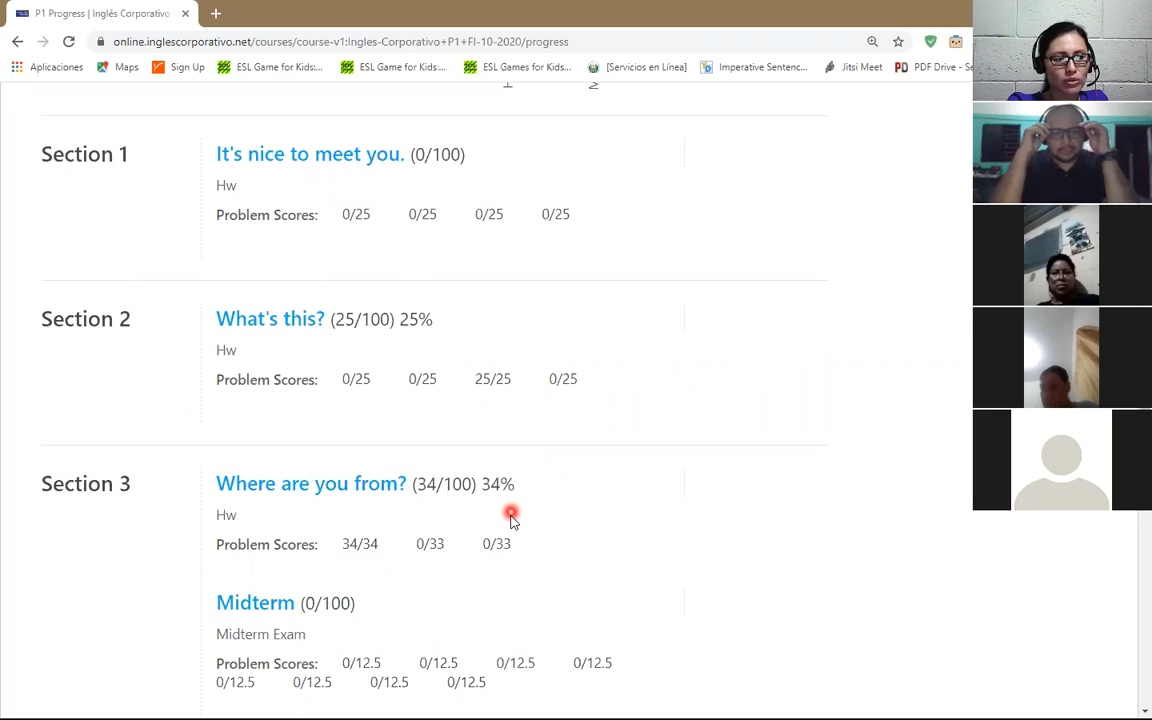 P1 Progress | Inglés Corporativo
online.inglescorporativo.net/courses/course-v1:Ingles-Corporativo+P1+FI-10-2020/progress
Aplicaciones Maps Sign Up ESL Game for Kids:... ESL Game for Kids:... ESL Games for Kids:... [Servicios en Línea] Imperative Sentenc... Jitsi Meet PDF Drive - Se
Section 1
It's nice to meet you. (0/100)
Hw
Problem Scores: 0/25 0/25 0/25 0/25
Section 2
What's this? (25/100) 25%
Hw
Problem Scores: 0/25 0/25 25/25 0/25
Section 3
Where are you from? (34/100) 34%
Hw
Problem Scores: 34/34 0/33 0/33
Midterm (0/100)
Midterm Exam
Problem Scores: 0/12.5 0/12.5 0/12.5 0/12.5
0/12.5 0/12.5 0/12.5 0/12.5